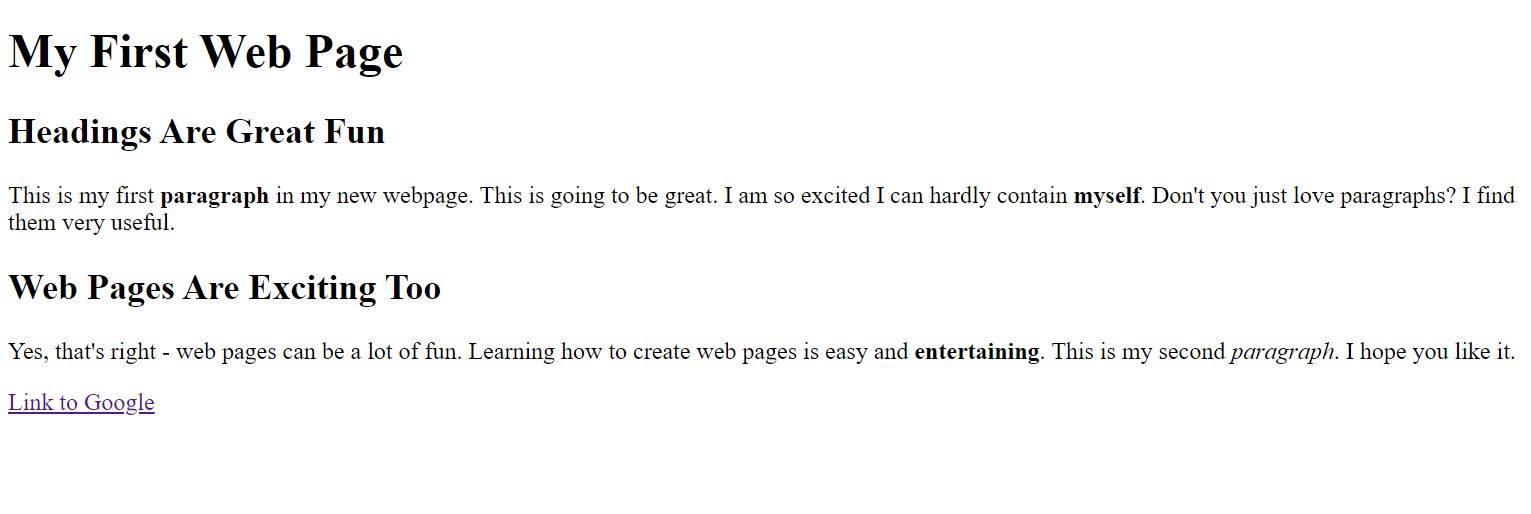 My First Web Page
Headings Are Great Fun
This is my first paragraph in my new webpage. This is going to be great. I am so excited I can hardly contain myself. Don't you just love paragraphs? I find
them very useful.
Web Pages Are Exciting Too
Yes, that's right - web pages can be a lot of fun. Learning how to create web pages is easy and entertaining. This is my second paragraph. I hope you like it.
Link to Google